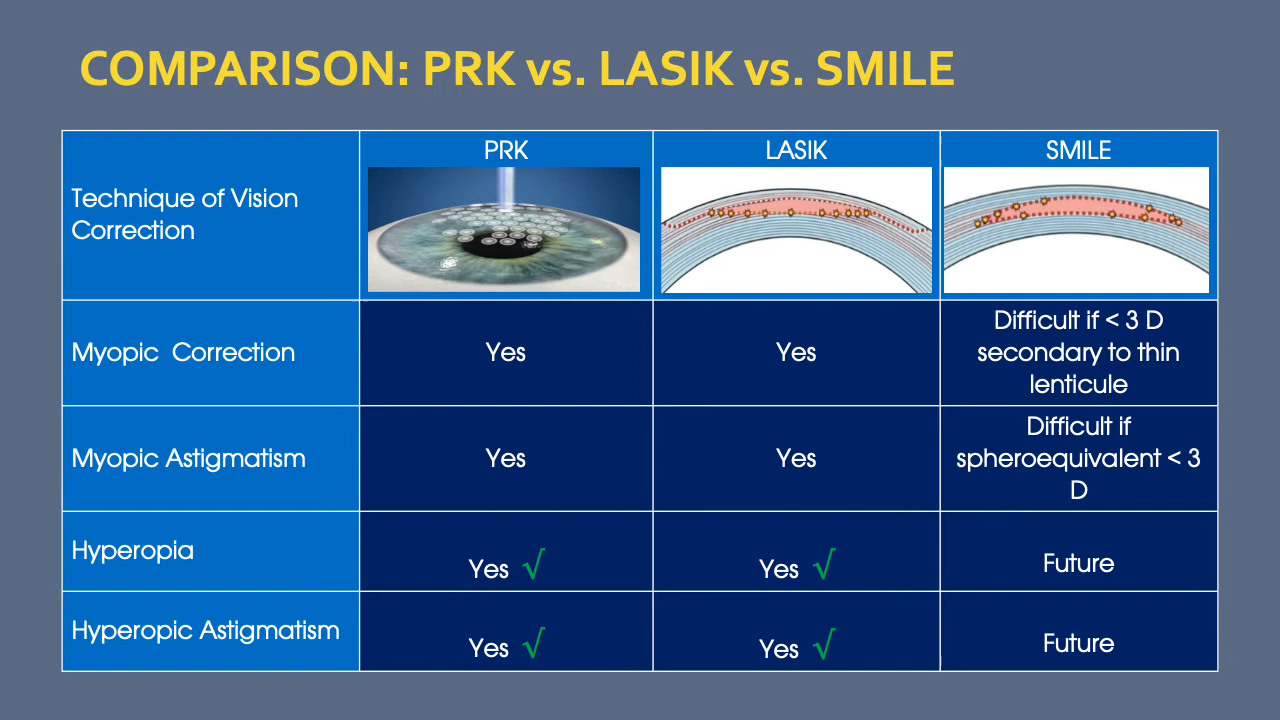 COMPARISON: PRK vs. LASIK vs. SMILE
Technique of Vision
Correction
PRK
LASIK
SMILE
Myopic Correction
Yes
Yes
Difficult if < 3 D
secondary to thin
lenticule
Myopic Astigmatism
Yes
Yes
Difficult if
spheroequivalent < 3
D
Hyperopia
Yes √
Yes √
Future
Hyperopic Astigmatism
Yes √
Yes √
Future